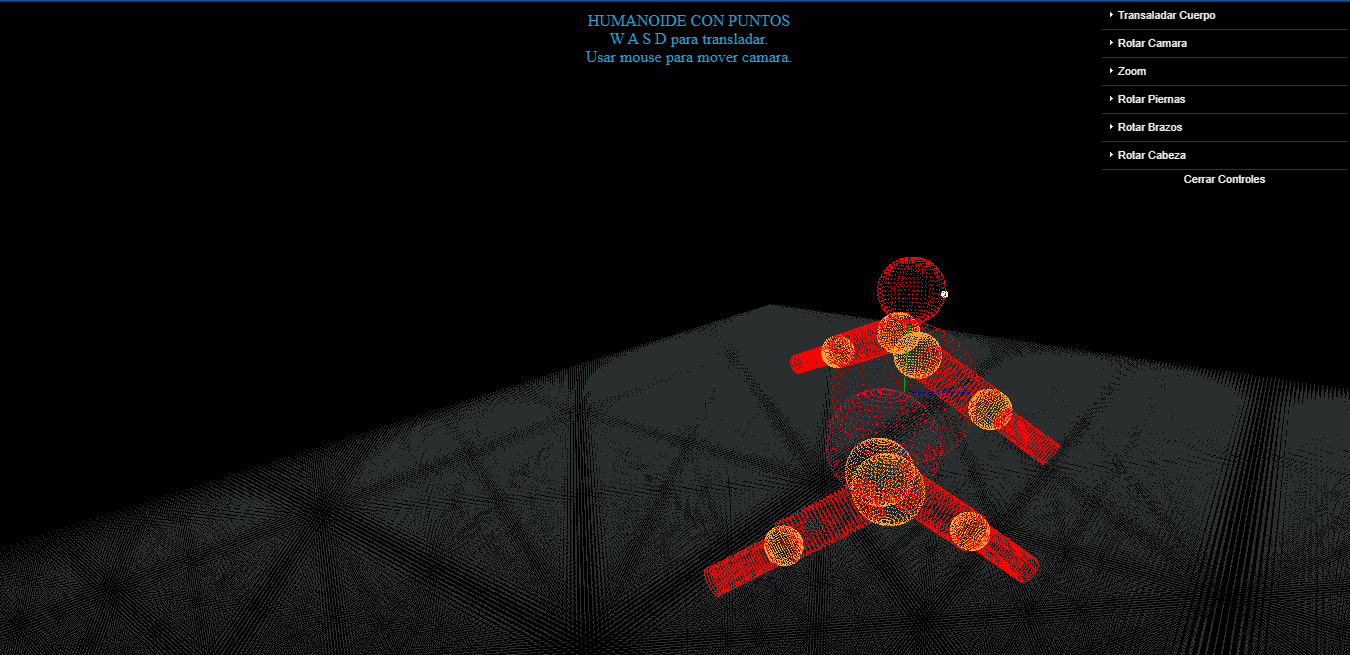 HUMANOIDE CON PUNTOS
W A S D para transladar.
Usar mouse para mover camara.
Transaladar Cuerpo
Rotar Camara
Zoom
Rotar Piernas
Rotar Brazos
Rotar Cabeza
Cerrar Controles